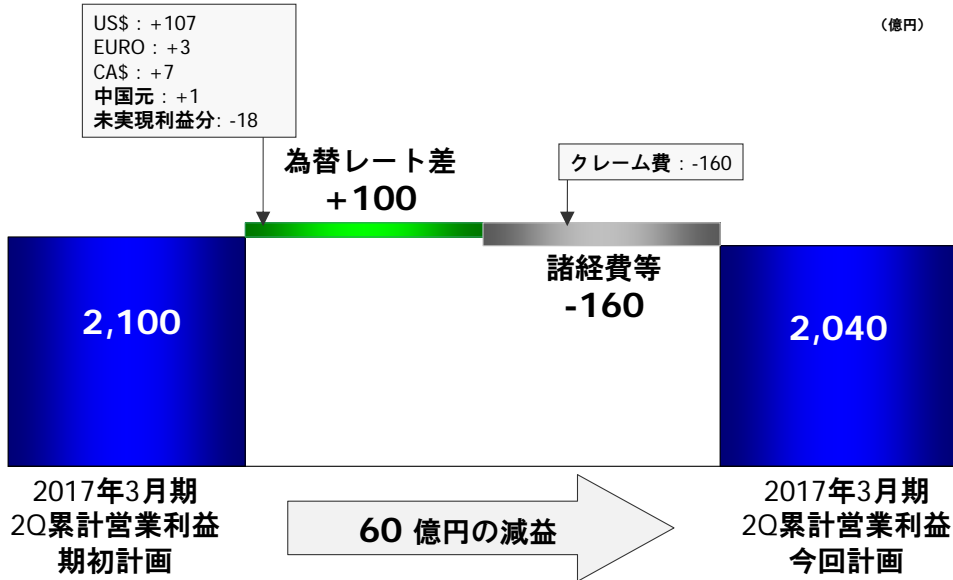 US$ : +107
EURO : +3
CA$ : +7
中国元 : +1
未実現利益分: -18
（億円）
為替レート差
+100
クレーム費 : -160
諸経費等
-160
2,100
2,040
2017年3月期
2Q累計営業利益
期初計画
60 億円の減益
2017年3月期
2Q累計営業利益
今回計画